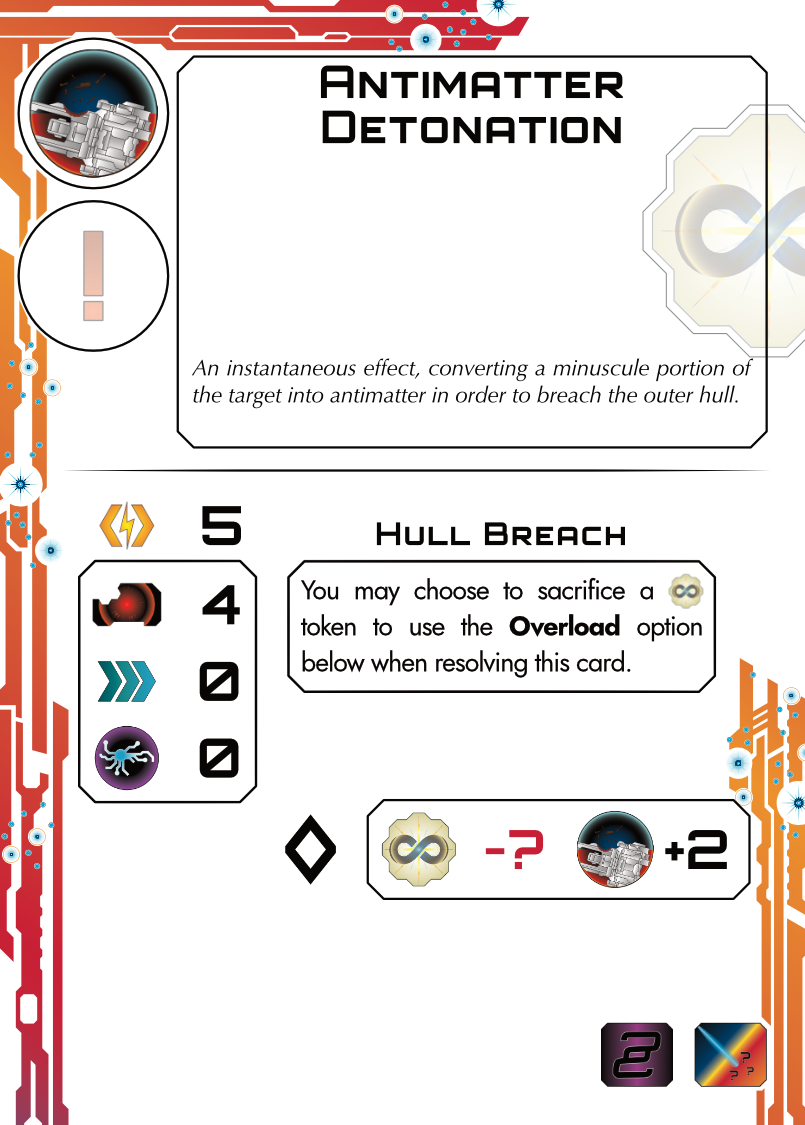 ANTIMATTER
DETONATION
!
An instantaneous effect, converting a minuscule portion of
the target into antimatter in order to breach the outer hull.
5
HULL BREACH
4
You may choose to sacrifice a
token to use the Overload option
below when resolving this card.
0
0
-? +2
2
? ? ?